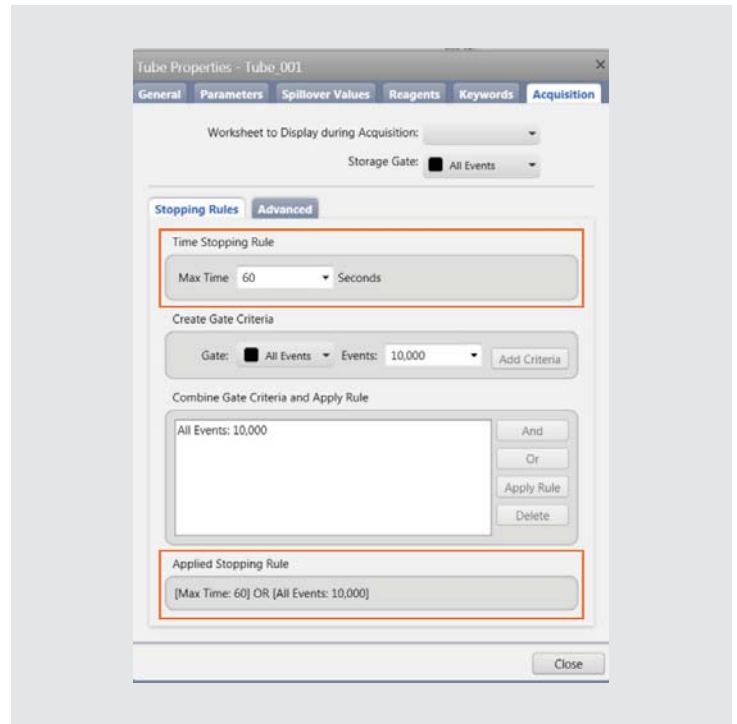 Tube Properties - Tube_001
General Parameters Spillover Values Reagents Keywords Acquisition
Worksheet to Display during Acquisition:
Storage Gate: All Events
Stopping Rules Advanced
Time Stopping Rule
Max Time 60 Seconds
Create Gate Criteria
Gate: All Events Events: 10,000 Add Criteria
Combine Gate Criteria and Apply Rule
All Events: 10,000
And
Or
Apply Rule
Delete
Applied Stopping Rule
[Max Time: 60] OR [All Events: 10,000]
Close